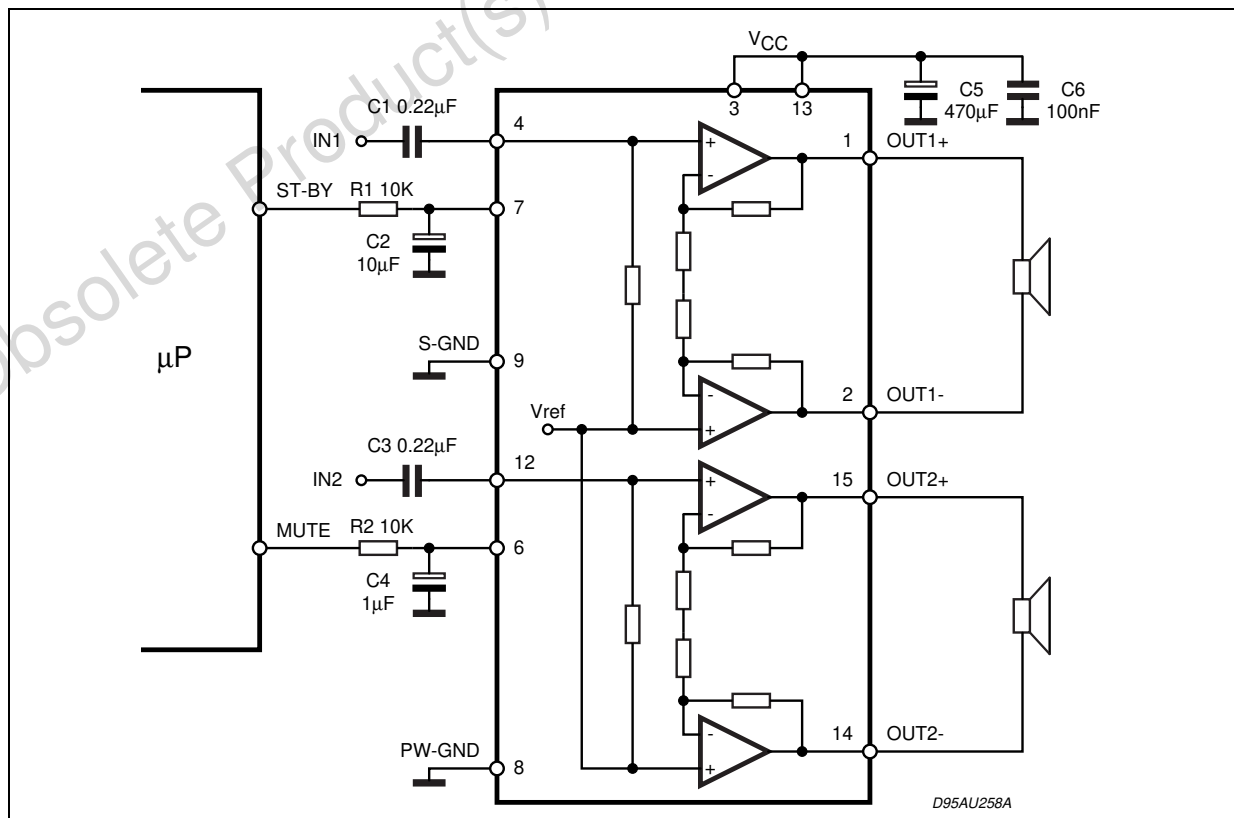 Obsolete Product(s)
VCC
3
13
C5
470µF
C6
100nF
C1 0.22µF
IN1
4
1
OUT1+
+
-
ST-BY
R1 10K
7
C2
10µF
µP
S-GND
9
Vref
-
+
2
OUT1-
C3 0.22µF
IN2
12
+
-
15
OUT2+
MUTE
R2 10K
6
C4
1µF
PW-GND
8
-
+
14
OUT2-
D95AU258A